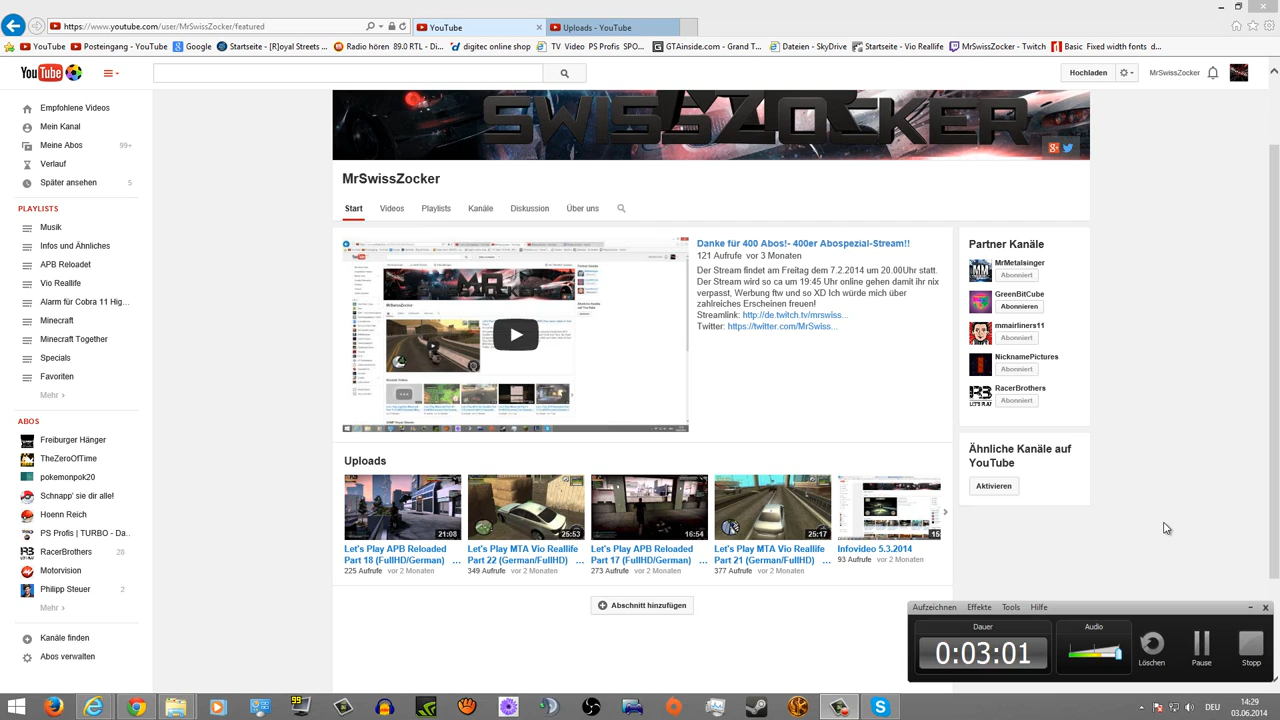 https://www.youtube.com/user/MrSwissZocker/featured
YouTube
Uploads - YouTube
YouTube
Posteingang - YouTube
Google
Startseite - [R]oyal Streets ...
Radio hören 89.0 RTL - Di...
digitec online shop
TV Video PS Profis SPO...
GTAinside.com - Grand T...
Dateien - SkyDrive
Startseite - Vio Reallife
MrSwissZocker - Twitch
Basic Fixed width fonts d...
YouTube
Hochladen
MrSwissZocker
Empfohlene Videos
Mein Kanal
Meine Abos 99+
Verlauf
Später ansehen 5
PLAYLISTS
Musik
Infos und Ähnliches
APB Reloadet
Vio Reallife
Alarm für Cobra 11 Hig...
Minecraft
Minecraft Together
Specials
Favoriten
Mehr ›
ABOS
Freiburger Hänger
TheZeroOfTime
pokemonpok20
Schnapp' sie dir alle!
Hoenn Reich
PS Profis | TURBO - Da..
RacerBrothers 28
Motorvision
Philipp Steuer 2
Mehr ›
Kanäle finden
Abos verwalten
SWISSZOCKER
MrSwissZocker
Start
Videos
Playlists
Kanäle
Diskussion
Über uns
Danke für 400 Abos!- 400er Abospezial-Stream!!
121 Aufrufe vor 3 Monaten
Der Stream findet am Freitag dem 7.2.2014 um 20.00Uhr statt.
Der Stream wird so ca um 19:45 Uhr online gehen damit ihr nix
verpasst, Werbung ftw und so XD Ich würde mich über
zahlreiches Erscheinen freuen!
Streamlink: http://de.twitch.tv/mrswiss...
Twitter: https://twitter.com/MrSwiss...
Uploads
21:08
25:53
16:54
25:17
Let's Play APB Reloaded
Part 18 (FullHD/German) ...
225 Aufrufe vor 2 Monaten
Let's Play MTA Vio Reallife
Part 22 (German/FullHD) ...
349 Aufrufe vor 2 Monaten
Let's Play APB Reloaded
Part 17 (FullHD/German) ...
273 Aufrufe vor 2 Monaten
Let's Play MTA Vio Reallife
Part 21 (German/FullHD) ...
377 Aufrufe vor 2 Monaten
Infovideo 5.3.2014
93 Aufrufe vor 2 Monaten
Abschnitt hinzufügen
Partner Kanäle
MrMetalsinger
Abonniert
GreenBitCube
Abonnieren
mmairliners11
Abonniert
NicknamePictures
Abonniert
RacerBrothers
Abonniert
Ähnliche Kanäle auf
YouTube
Aktivieren
Aufzeichnen Effekte Tools Hilfe
Dauer
0:03:01
Audio
Löschen
Pause
Stopp
DEU
14:29
03.06.2014